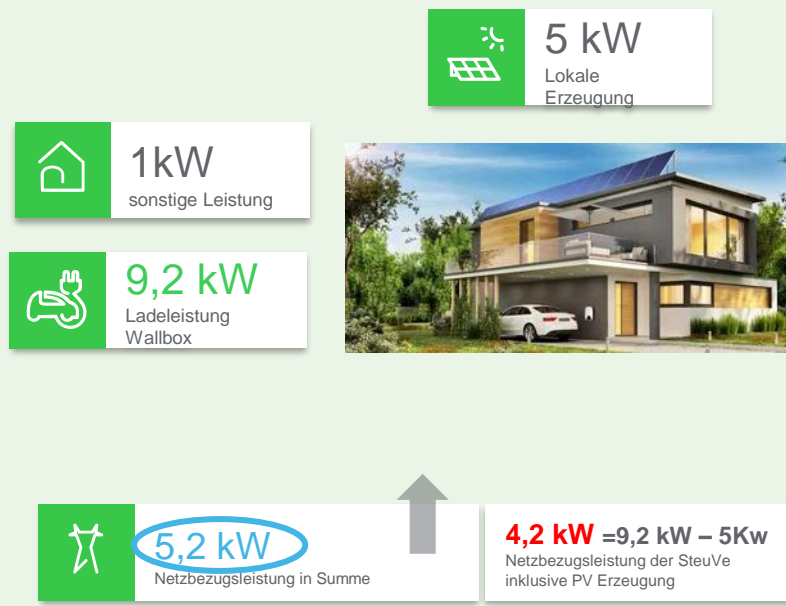 5 kW
Lokale
Erzeugung
1kW
sonstige Leistung
9,2 kW
Ladeleistung
Wallbox
5,2 kW
Netzbezugsleistung in Summe
4,2 kW =9,2 kW – 5Kw
Netzbezugsleistung der SteuVe
inklusive PV Erzeugung